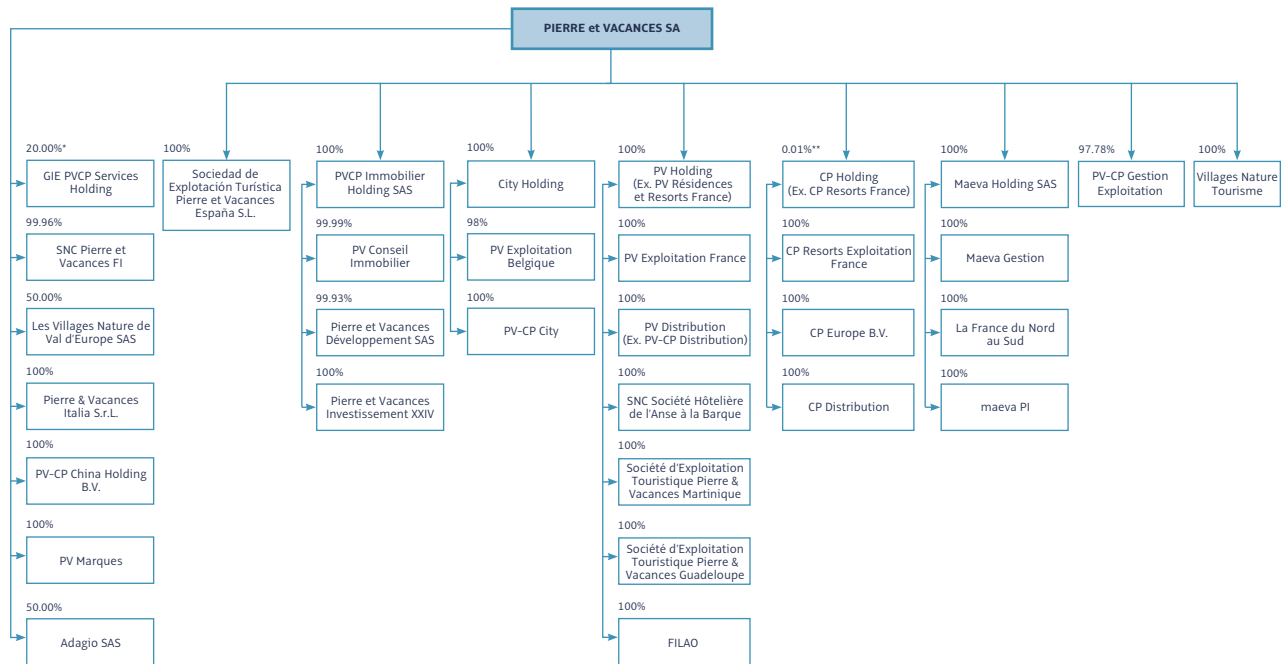 PIERRE et VACANCES SA
20.00%*
GIE PVCP Services
Holding
99.96%
SNC Pierre et
Vacances FI
50.00%
Les Villages Nature de
Val d'Europe SAS
100%
Pierre & Vacances
Italia S.r.L.
100%
PV-CP China Holding
B.V.
100%
PV Marques
50.00%
Adagio SAS
100%
Sociedad de
Explotación Turística
Pierre et Vacances
España S.L.
100%
PVCP Immobilier
Holding SAS
99.99%
PV Conseil
Immobilier
99.93%
Pierre et Vacances
Développement SAS
100%
Pierre et Vacances
Investissement XXIV
100%
City Holding
98%
PV Exploitation
Belgique
100%
PV-CP City
100%
PV Holding
(Ex. PV Résidences
et Resorts France)
100%
PV Exploitation France
100%
PV Distribution
(Ex. PV-CP Distribution)
100%
SNC Société Hôtelière
de l'Anse à la Barque
100%
Société d'Exploitation
Touristique Pierre &
Vacances Martinique
100%
Société d'Exploitation
Touristique Pierre &
Vacances Guadeloupe
100%
FILAO
0.01%**
CP Holding
(Ex. CP Resorts France)
100%
CP Resorts Exploitation
France
100%
CP Europe B.V.
100%
CP Distribution
100%
Maeva Holding SAS
100%
Maeva Gestion
100%
La France du Nord
au Sud
100%
maeva PI
97.78%
PV-CP Gestion
Exploitation
100%
Villages Nature
Tourisme